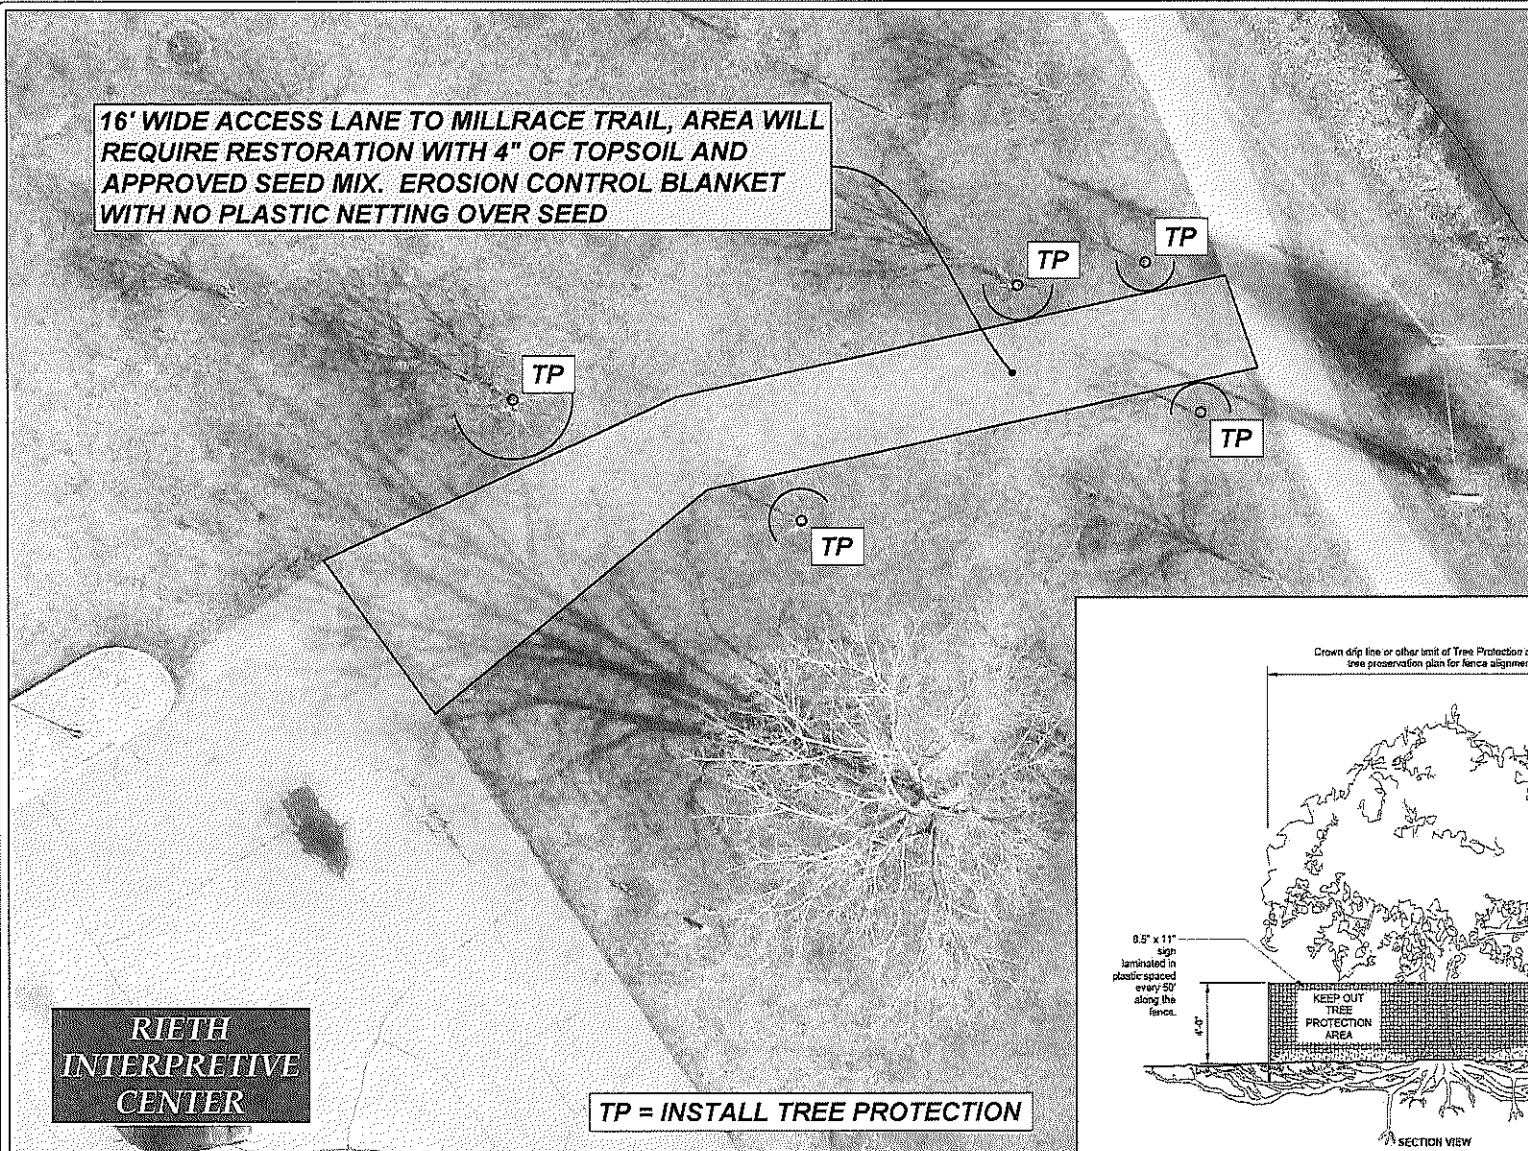 16' WIDE ACCESS LANE TO MILLRACE TRAIL, AREA WILL
REQUIRE RESTORATION WITH 4" OF TOPSOIL AND
APPROVED SEED MIX. EROSION CONTROL BLANKET
WITH NO PLASTIC NETTING OVER SEED
TP
TP
TP
TP
TP
Crown drip line or other limit of Tree Protection
tree preservation plan for fence
8.5" x 11"
sign
laminated in
plastic spaced
every 50'
along the
fence.
4'-0"
KEEP OUT
TREE
PROTECTION
AREA
SECTION VIEW
RIETH
INTERPRETIVE
CENTER
TP = INSTALL TREE PROTECTION